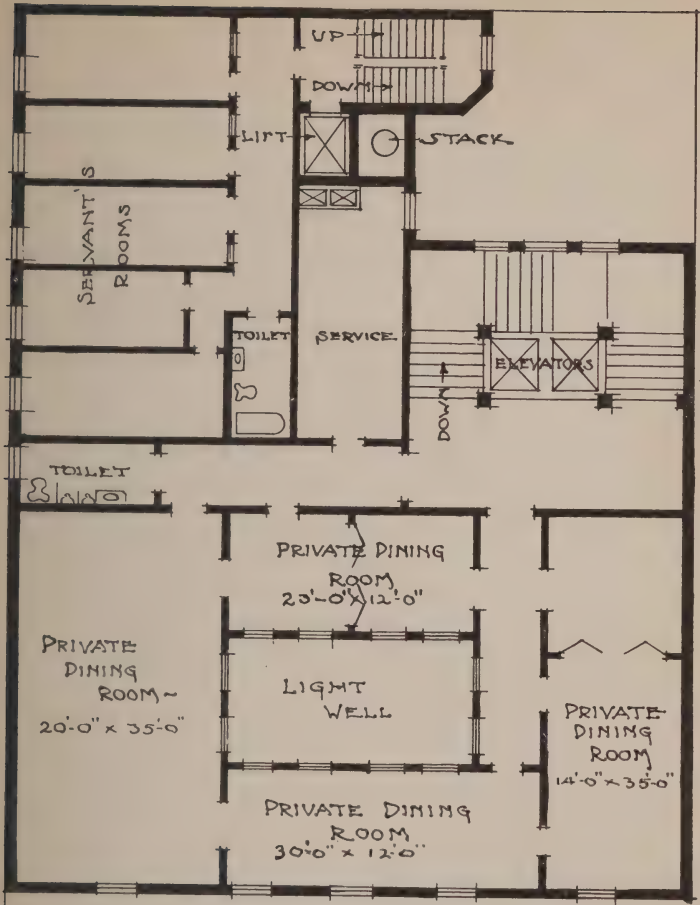 UP
DOWN
LIFT
STACK
SERVANT'S
ROOMS
TOILET
SERVICE
ELEVATORS
DOWN
TOILET
PRIVATE DINING
ROOM
23'-0" x 12'-0"
PRIVATE
DINING
ROOM~
20'-0" x 35'-0"
LIGHT
WELL
PRIVATE
DINING
ROOM
14'-0" x 35'-0"
PRIVATE DINING
ROOM
30'-0" x 12'-0"